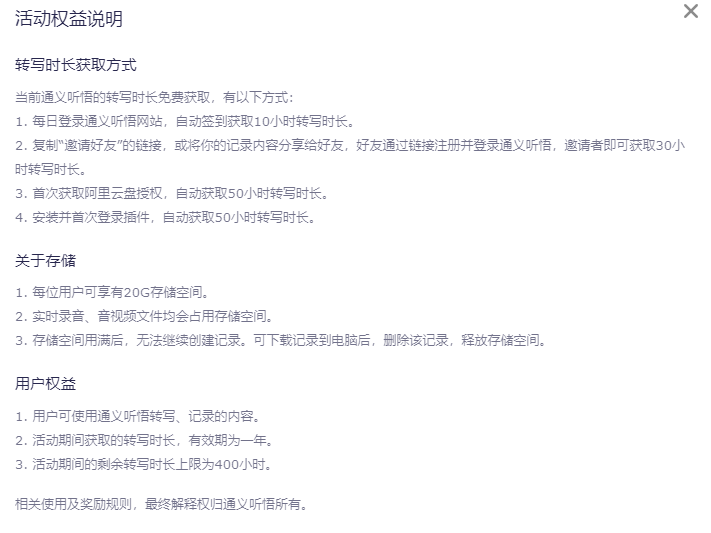 活动权益说明
转写时长获取方式
当前通义听悟的转写时长免费获取，有以下方式：
1. 每日登录通义听悟网站，自动签到获取10小时转写时长。
2. 复制“邀请好友”的链接，或将你的记录内容分享给好友，好友通过链接注册并登录通义听悟，邀请者即可获取30小
时转写时长。
3. 首次获取阿里云盘授权，自动获取50小时转写时长。
4. 安装并首次登录插件，自动获取50小时转写时长。
关于存储
1. 每位用户可享有20G存储空间。
2. 实时录音、音视频文件均会占用存储空间。
3. 存储空间用满后，无法继续创建记录。可下载记录到电脑后，删除该记录，释放存储空间。
用户权益
1. 用户可使用通义听悟转写、记录的内容。
2. 活动期间获取的转写时长，有效期为一年。
3. 活动期间的剩余转写时长上限为400小时。
相关使用及奖励规则，最终解释权归通义听悟所有。